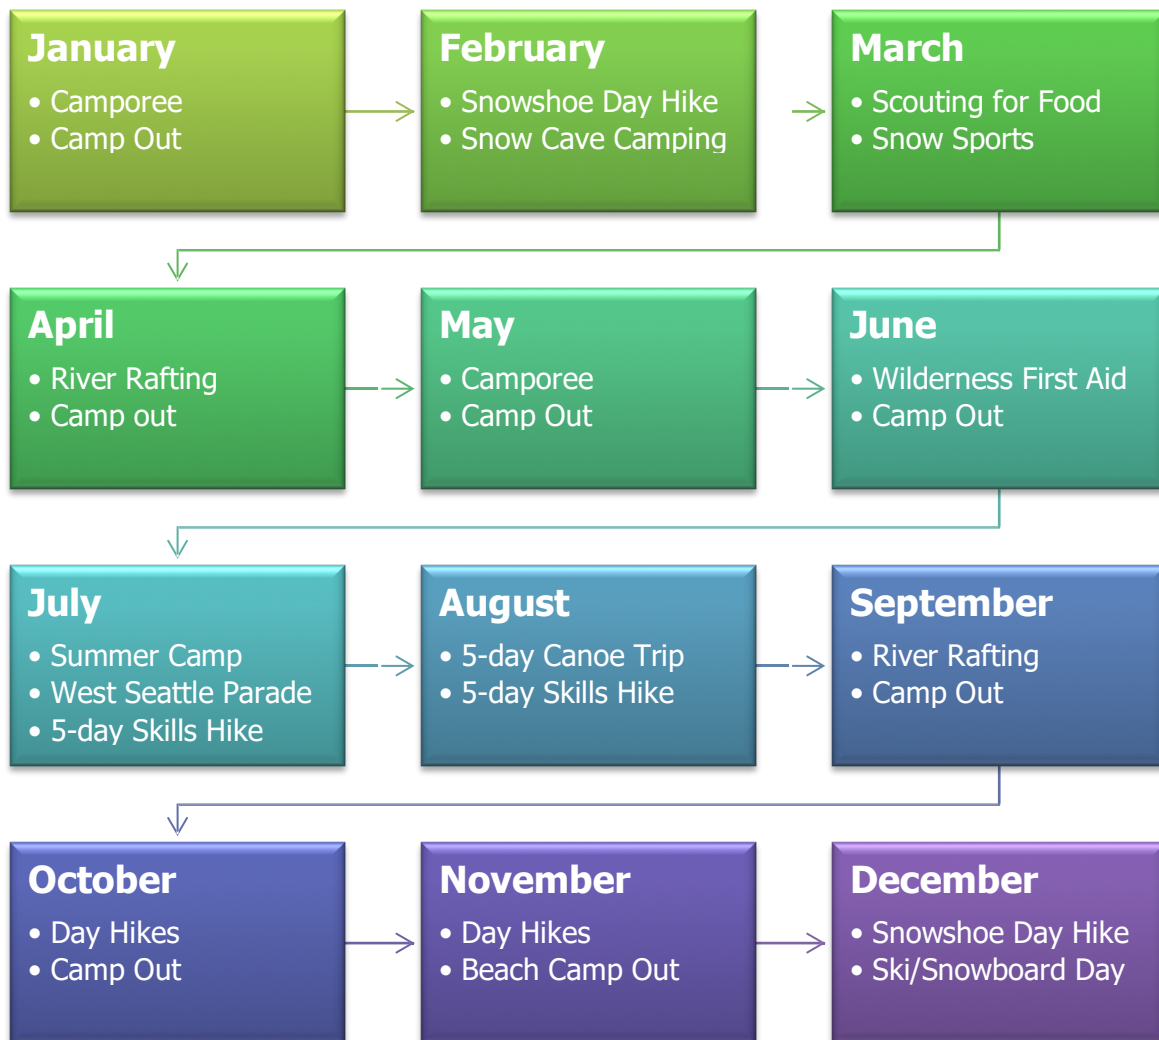 January
• Camporee
• Camp Out
February
• Snowshoe Day Hike
• Snow Cave Camping
March
• Scouting for Food
• Snow Sports
April
• River Rafting
• Camp out
May
• Camporee
• Camp Out
June
• Wilderness First Aid
• Camp Out
July
• Summer Camp
• West Seattle Parade
• 5-day Skills Hike
August
• 5-day Canoe Trip
• 5-day Skills Hike
September
• River Rafting
• Camp Out
October
• Day Hikes
• Camp Out
November
• Day Hikes
• Beach Camp Out
December
• Snowshoe Day Hike
• Ski/Snowboard Day